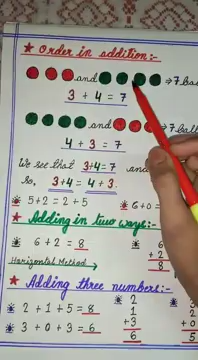 ★ Order in addition:-
and ⇒ 7 bal
3 + 4 = 7
and ⇒ 7 ball
4 + 3 = 7
We see that 3+4=7 and
So, 3+4 = 4+3.
5+2 = 2+5 6+0=
★ Adding in two ways:-
6 + 2 = 8
6
+ 2
8
Horizontal Method →
★ Adding three numbers:-
2 + 1 + 5 = 8
3 + 0 + 3 = 6
2
1
+3
6
2
+0
5